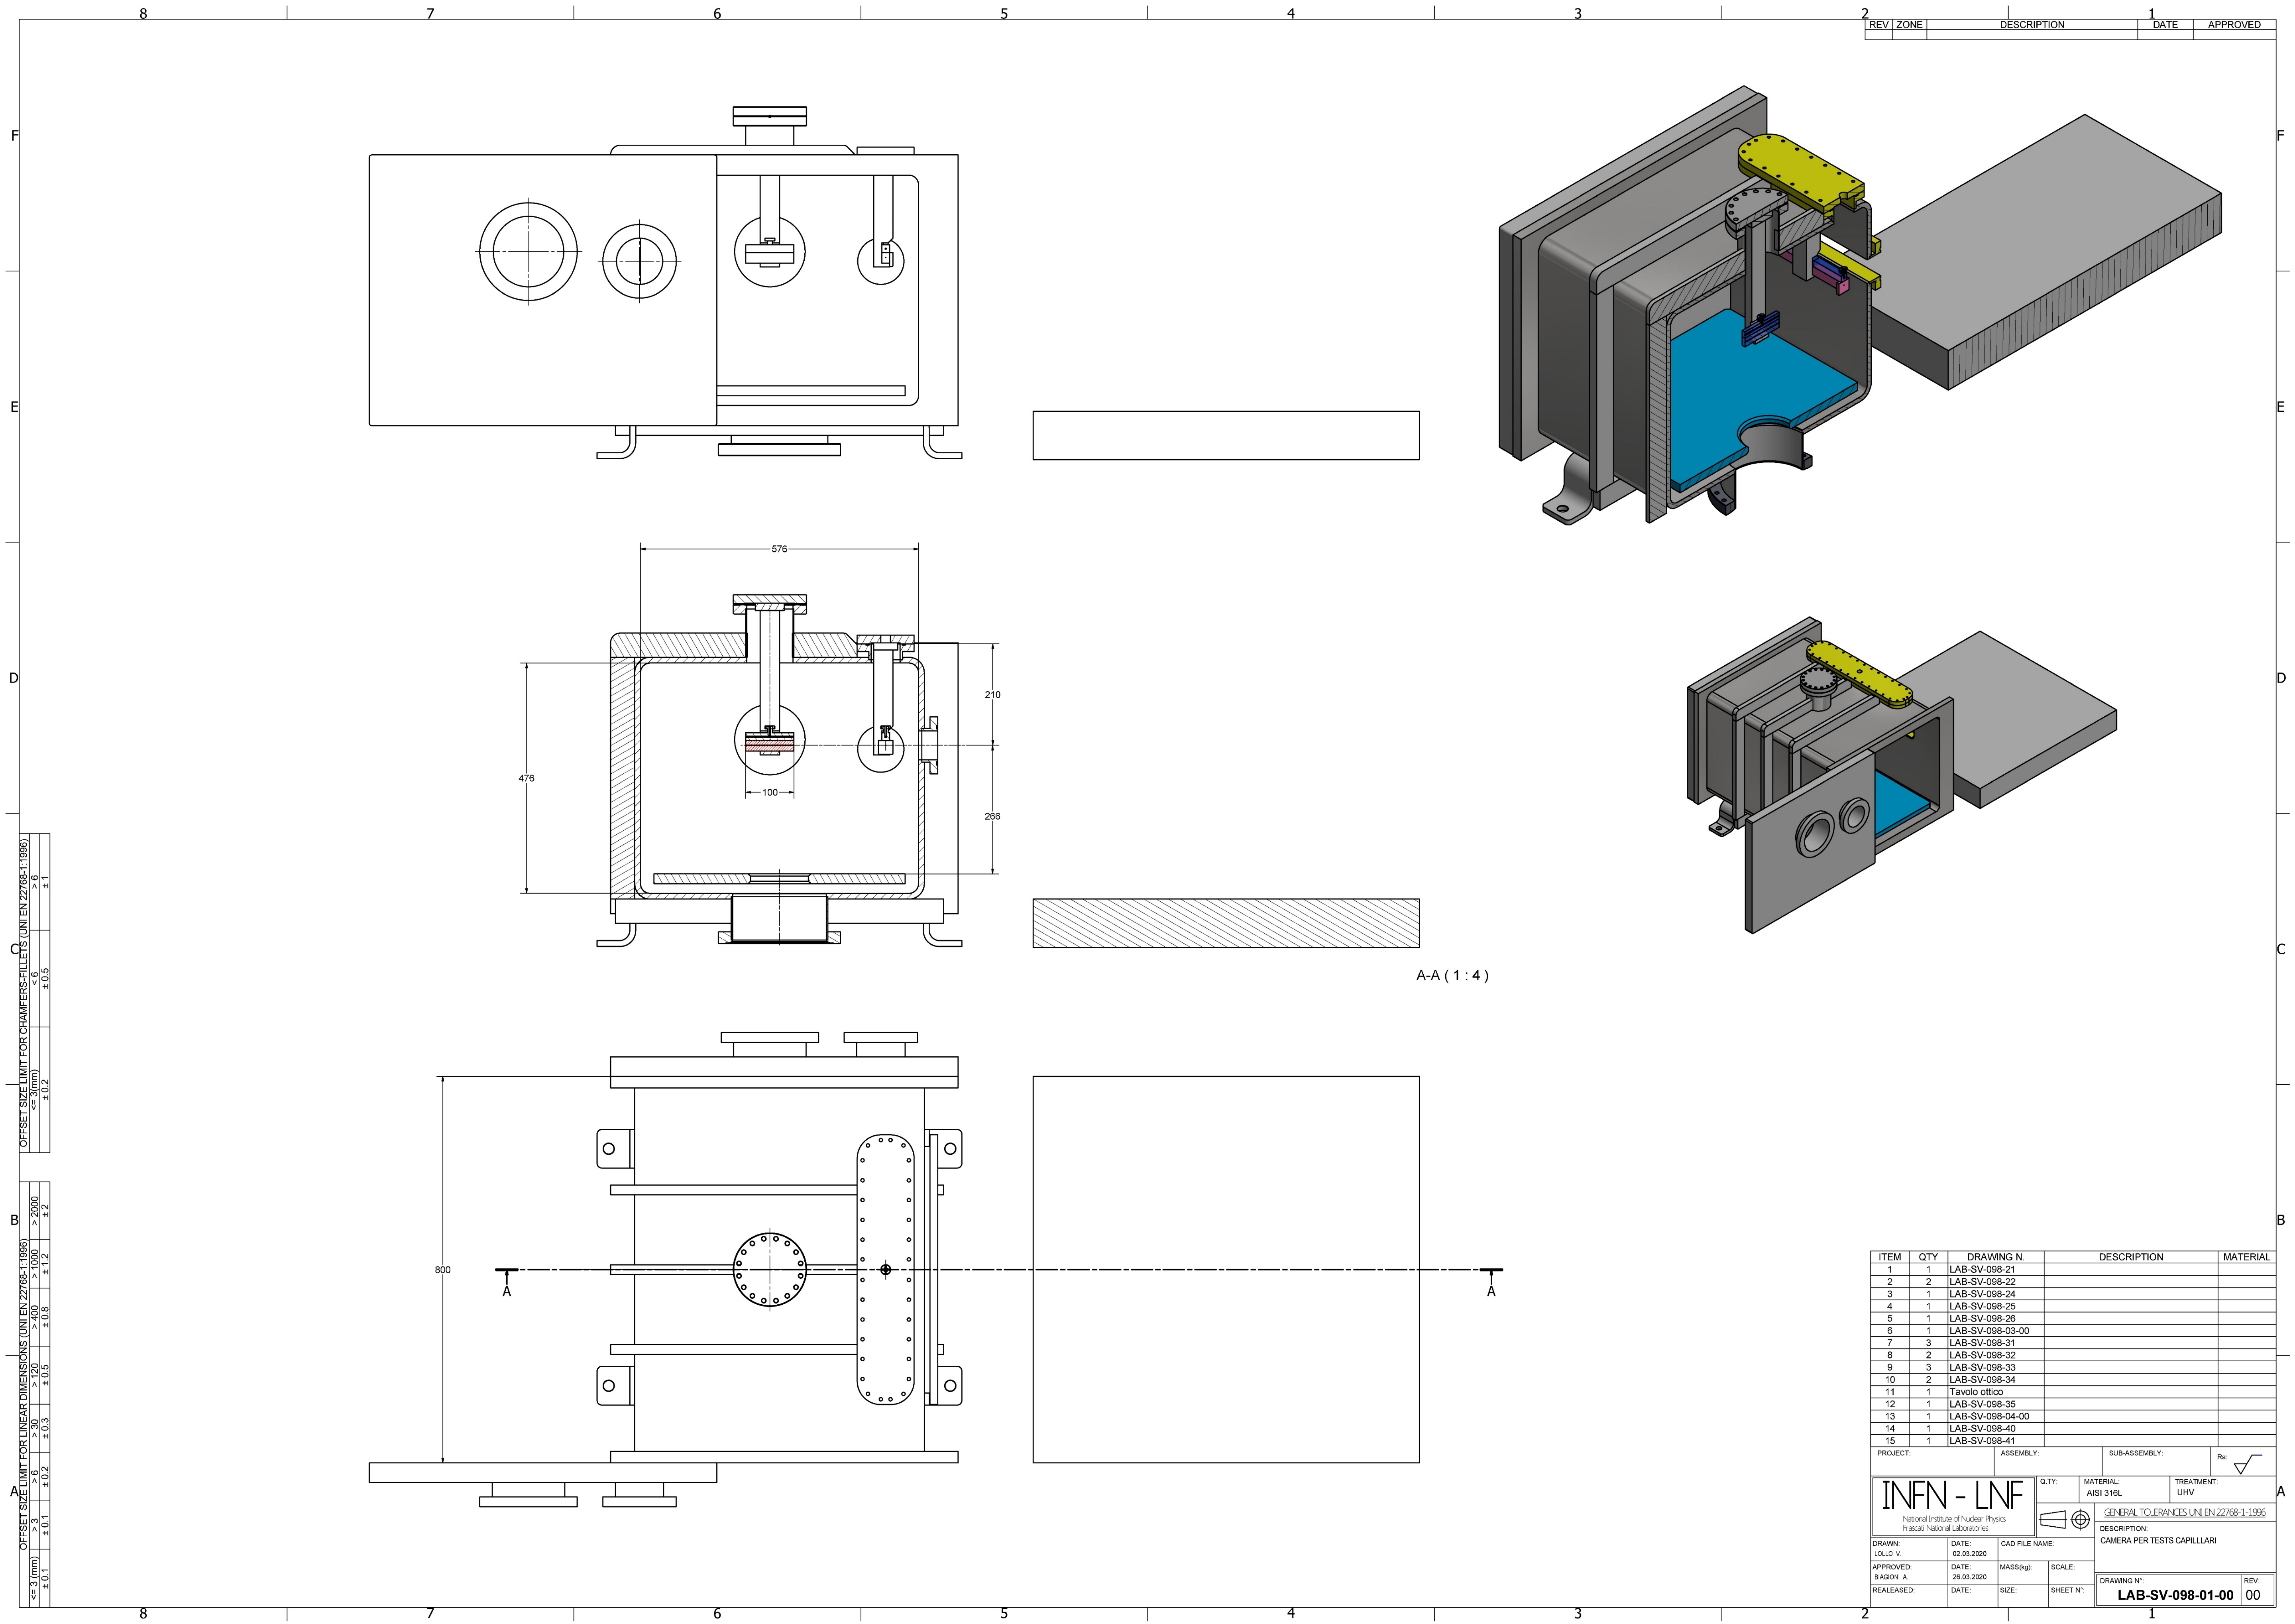 8 7 6 5 4 3 2 1
REV ZONE DESCRIPTION DATE APPROVED
F F
E E
576
210
476
100
266
D D
A-A ( 1 : 4 )
C C
OFFSET SIZE LIMIT FOR CHAMFERS-FILLETS (UNI EN 22768-1:1996)
<= 3(mm) < 6 > 6
± 0.2 ± 0.5 ± 1
800
A A
B B
OFFSET SIZE LIMIT FOR LINEAR DIMENSIONS (UNI EN 22768-1:1996)
<= 3 (mm) > 3 > 6 > 30 > 120 > 400 > 1000 > 2000
± 0.1 ± 0.1 ± 0.2 ± 0.3 ± 0.5 ± 0.8 ± 1.2 ± 2
ITEM QTY DRAWING N. DESCRIPTION MATERIAL
1 1 LAB-SV-098-21
2 2 LAB-SV-098-22
3 1 LAB-SV-098-24
4 1 LAB-SV-098-25
5 1 LAB-SV-098-26
6 1 LAB-SV-098-03-00
7 3 LAB-SV-098-31
8 2 LAB-SV-098-32
9 3 LAB-SV-098-33
10 2 LAB-SV-098-34
11 1 Tavolo ottico
12 1 LAB-SV-098-35
13 1 LAB-SV-098-04-00
14 1 LAB-SV-098-40
15 1 LAB-SV-098-41
PROJECT: ASSEMBLY: SUB-ASSEMBLY: Ra:
INFN - LNF
National Institute of Nuclear Physics
Frascati National Laboratories
Q.TY: MATERIAL: TREATMENT:
AISI 316L UHV
GENERAL TOLERANCES UNI EN 22768-1-1996
DESCRIPTION:
CAMERA PER TESTS CAPILLLARI
DRAWN: DATE: CAD FILE NAME:
LOLLO V. 02.03.2020
APPROVED: DATE: MASS(kg): SCALE:
BIAGIONI A. 26.03.2020
REALEASED: DATE: SIZE: SHEET N°:
DRAWING N°: REV:
LAB-SV-098-01-00 00
A A
8 7 6 5 4 3 2 1